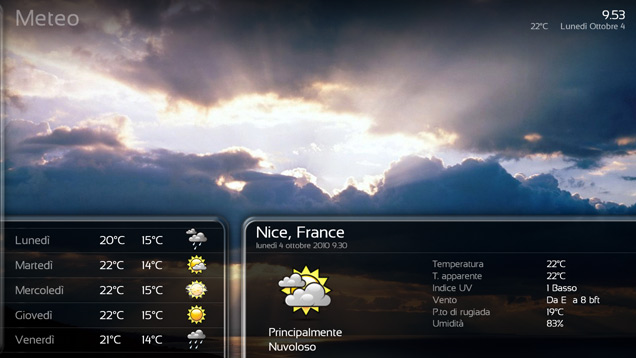 Meteo
9.53
22°C Lunedì Ottobre 4
Lunedì 20°C 15°C
Martedì 22°C 14°C
Mercoledì 22°C 15°C
Giovedì 22°C 15°C
Venerdì 21°C 14°C
Nice, France
lunedì 4 ottobre 2010 9.30
Principalmente
Nuvoloso
Temperatura 22°C
T. apparente 22°C
Indice UV 1 Basso
Vento Da E a 8 bft
P.to di rugiada 19°C
Umidità 83%